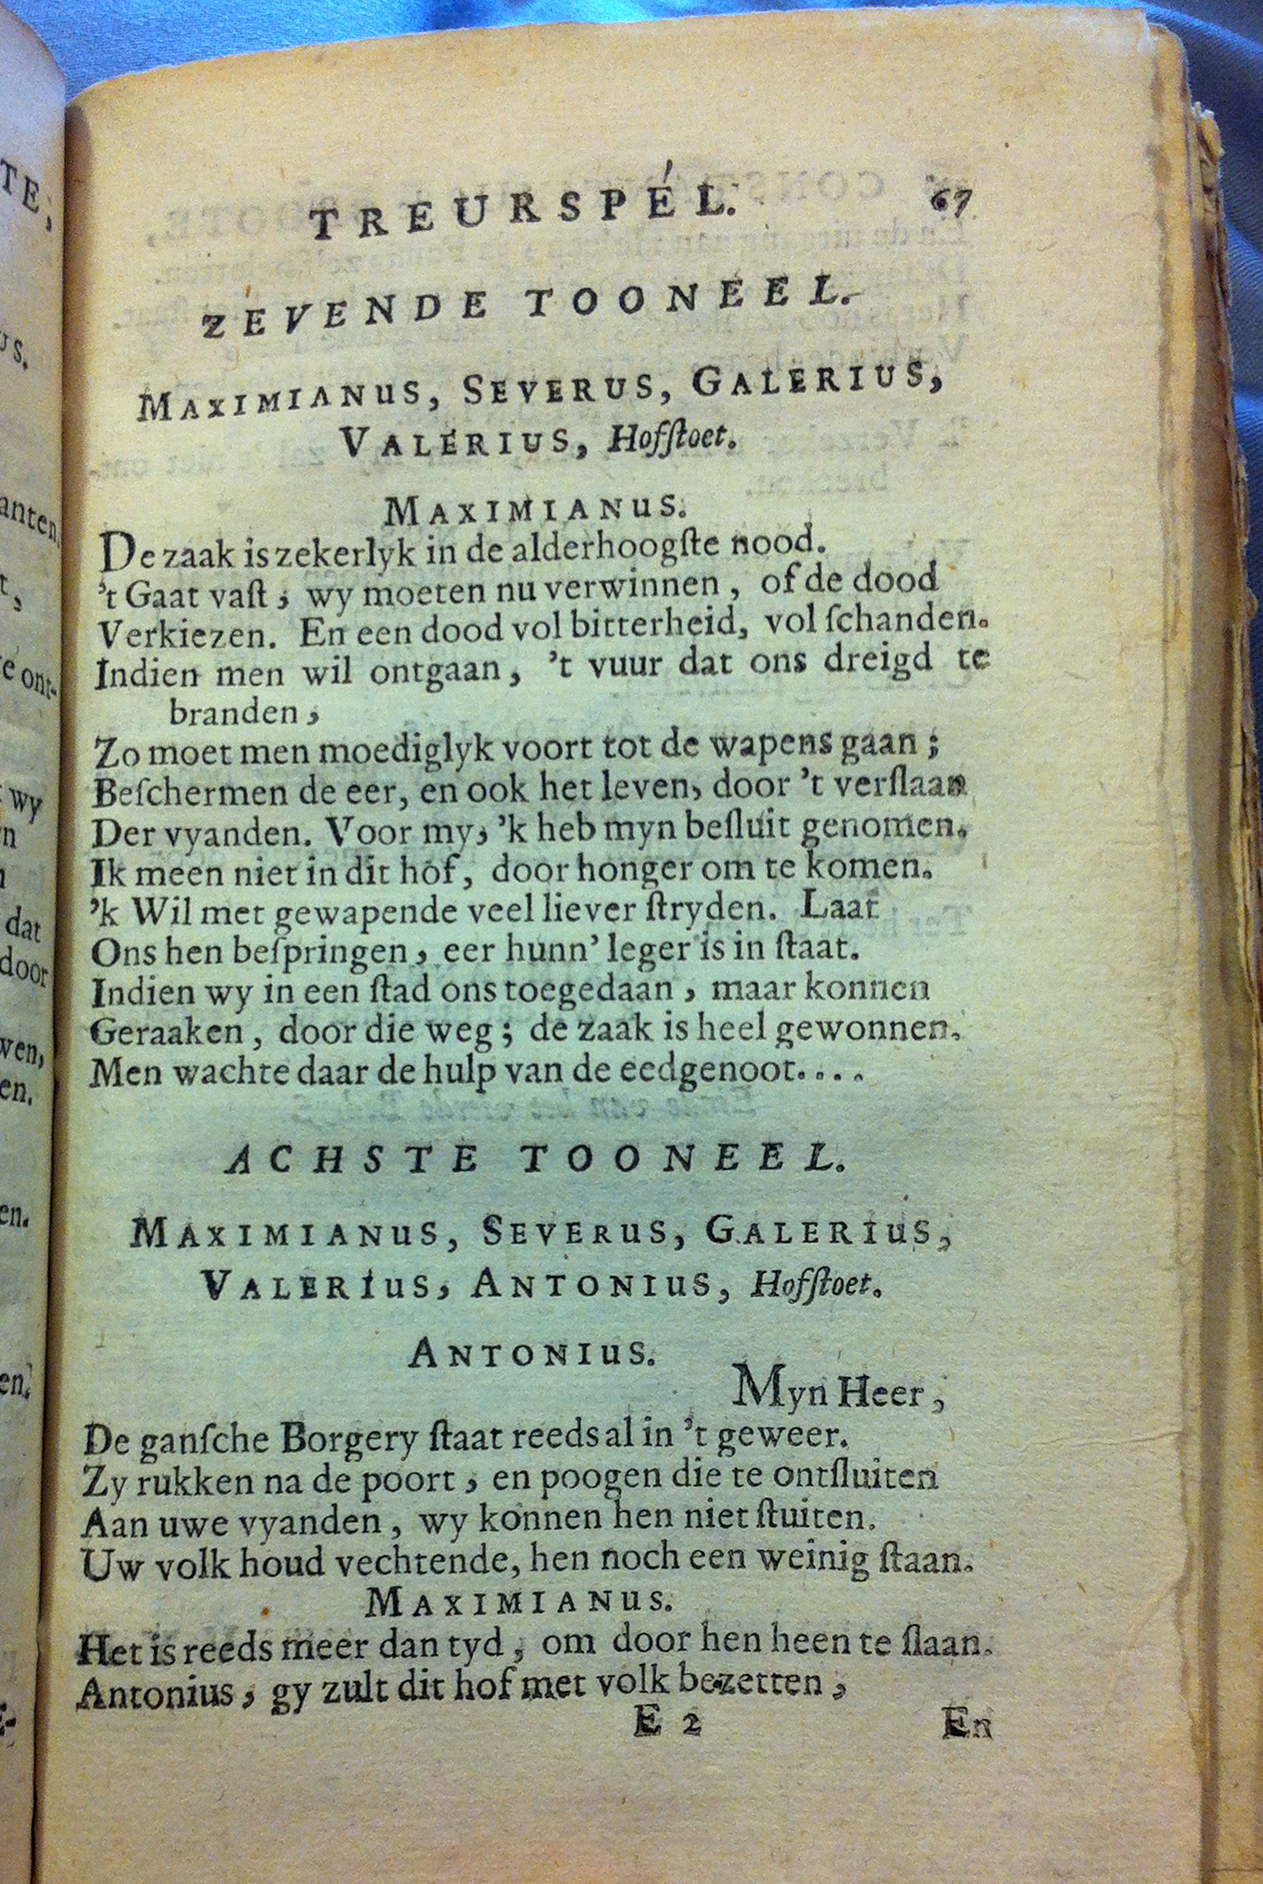 TREURSPÉL. 67
ZEVENDE TOONEEL.
MAXIMIANUS, SEVERUS, GALERIUS,
VALERIUS, Hofſtoet.
MAXIMIANUS.
De zaak is zekerlyk in de alderhoogſte nood.
't Gaat vaſt; wy moeten nu verwinnen, of de dood
Verkiezen. En een dood vol bitterheid, vol ſchanden.
Indien men wil ontgaan, 't vuur dat ons dreigd te
branden,
Zo moet men moediglyk voort tot de wapens gaan;
Beſchermen de eer, en ook het leven, door 't verſlaan
Der vyanden. Voor my, 'k heb myn beſluit genomen.
Ik meen niet in dit hof, door honger om te komen.
'k Wil met gewapende veel liever ſtryden. Laat
Ons hen beſpringen, eer hunn' leger is in ſtaat.
Indien wy in een ſtad ons toegedaan, maar konnen
Geraaken, door die weg; de zaak is heel gewonnen.
Men wachte daar de hulp van de eedgenoot....
ACHSTE TOONEEL.
MAXIMIANUS, SEVERUS, GALERIUS,
VALERIUS, ANTONIUS, Hofſtoet.
ANTONIUS.
Myn Heer,
De ganſche Borgery ſtaat reeds al in 't geweer.
Zy rukken na de poort, en poogen die te ontſluiten
Aan uwe vyanden, wy konnen hen niet ſtuiten.
Uw volk houd vechtende, hen noch een weinig ſtaan.
MAXIMIANUS.
Het is reeds meer dan tyd, om door hen heen te ſlaan.
Antonius, gy zult dit hof met volk bezetten,
E 2 En